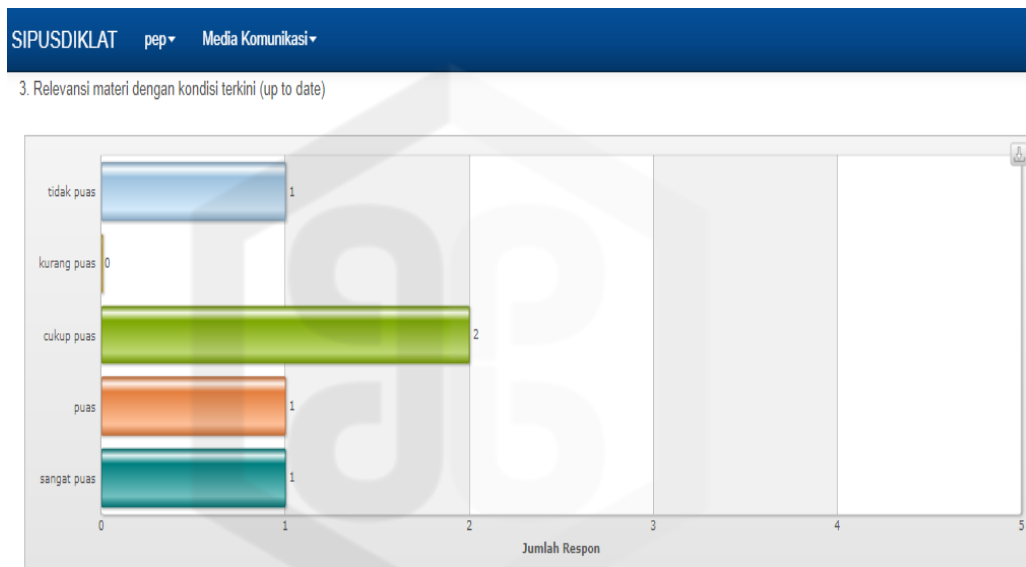 SIPUSDIKLAT pep Media Komunikasi
3. Relevansi materi dengan kondisi terkini (up to date)
tidak puas 1
kurang puas 0
cukup puas 2
puas 1
sangat puas 1
0 1 2 3 4 5
Jumlah Respon